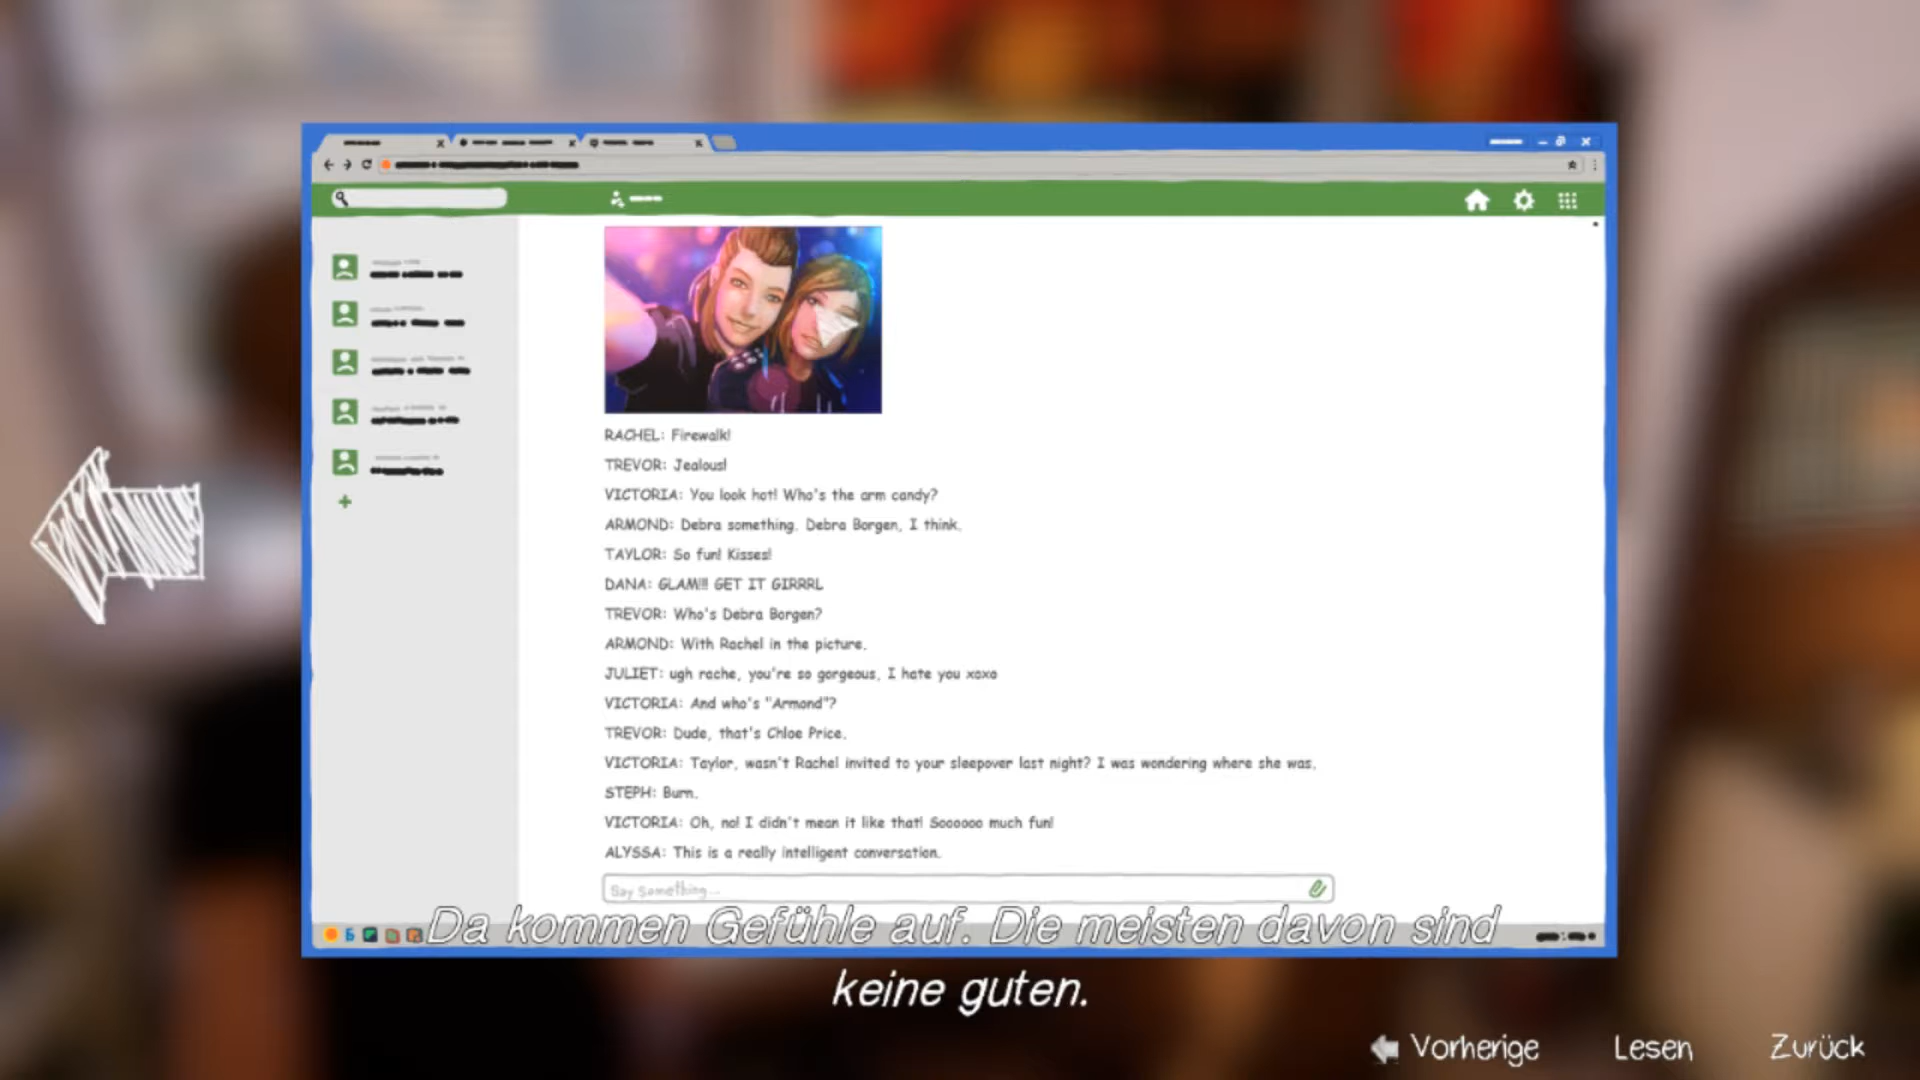 RACHEL: Firewalk!
TREVOR: Jealous!
VICTORIA: You look hot! Who's the arm candy?
ARMOND: Debra something. Debra Borgen, I think.
TAYLOR: So fun! Kisses!
DANA: GLAM!!! GET IT GIRRRL
TREVOR: Who's Debra Borgen?
ARMOND: With Rachel in the picture.
JULIET: ugh rache, you're so gorgeous, I hate you xoxo
VICTORIA: And who's "Armond"?
TREVOR: Dude, that's Chloe Price.
VICTORIA: Taylor, wasn't Rachel invited to your sleepover last night? I was wondering where she was.
STEPH: Burn.
VICTORIA: Oh, no! I didn't mean it like that! Soooooo much fun!
ALYSSA: This is a really intelligent conversation.
Say Something...
Da kommen Gefühle auf. Die meisten davon sind
keine guten.
Vorherige Lesen Zurück